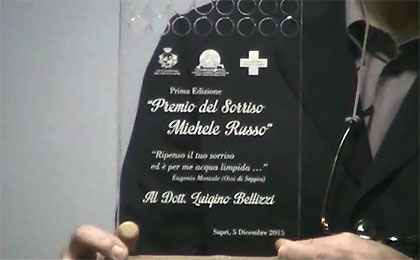 Prima Edizione
"Premio del Sorriso
Michele Russo"
"Ripenso il tuo sorriso
ed è per me acqua limpida ..."
Eugenio Montale (Ossi di Seppia)
Al Dott. Luigino Bellizzi
Sapri, 5 Dicembre 2015